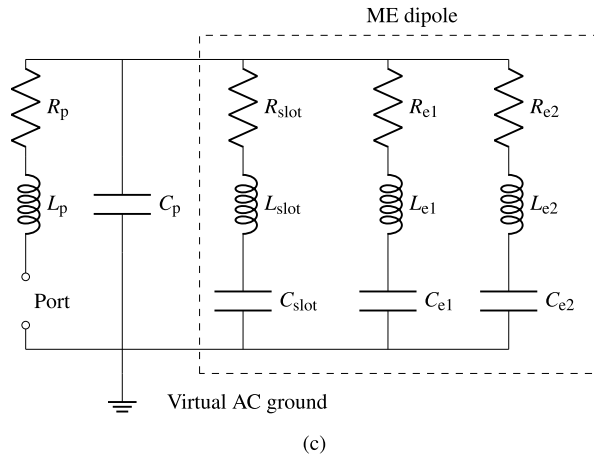 ME dipole
Rp
Rslot
Re1
Re2
Lp
Cp
Lslot
Le1
Le2
Port
Cslot
Ce1
Ce2
Virtual AC ground
(c)